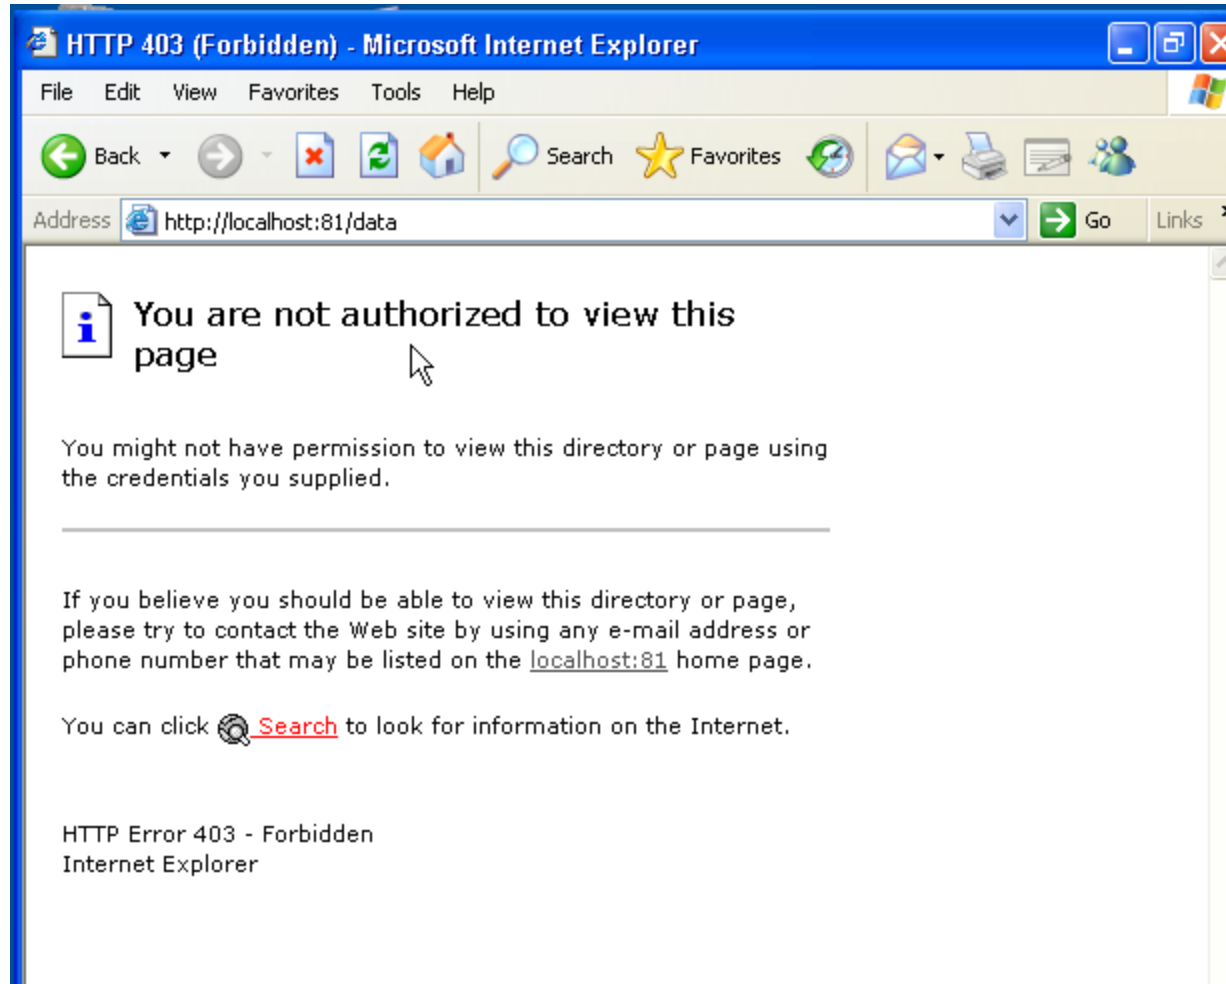 HTTP 403 (Forbidden) - Microsoft Internet Explorer
File Edit View Favorites Tools Help
Back Search Favorites
Address http://localhost:81/data Go Links
You are not authorized to view this
page
You might not have permission to view this directory or page using
the credentials you supplied.
If you believe you should be able to view this directory or page,
please try to contact the Web site by using any e-mail address or
phone number that may be listed on the localhost:81 home page.
You can click Search to look for information on the Internet.
HTTP Error 403 - Forbidden
Internet Explorer